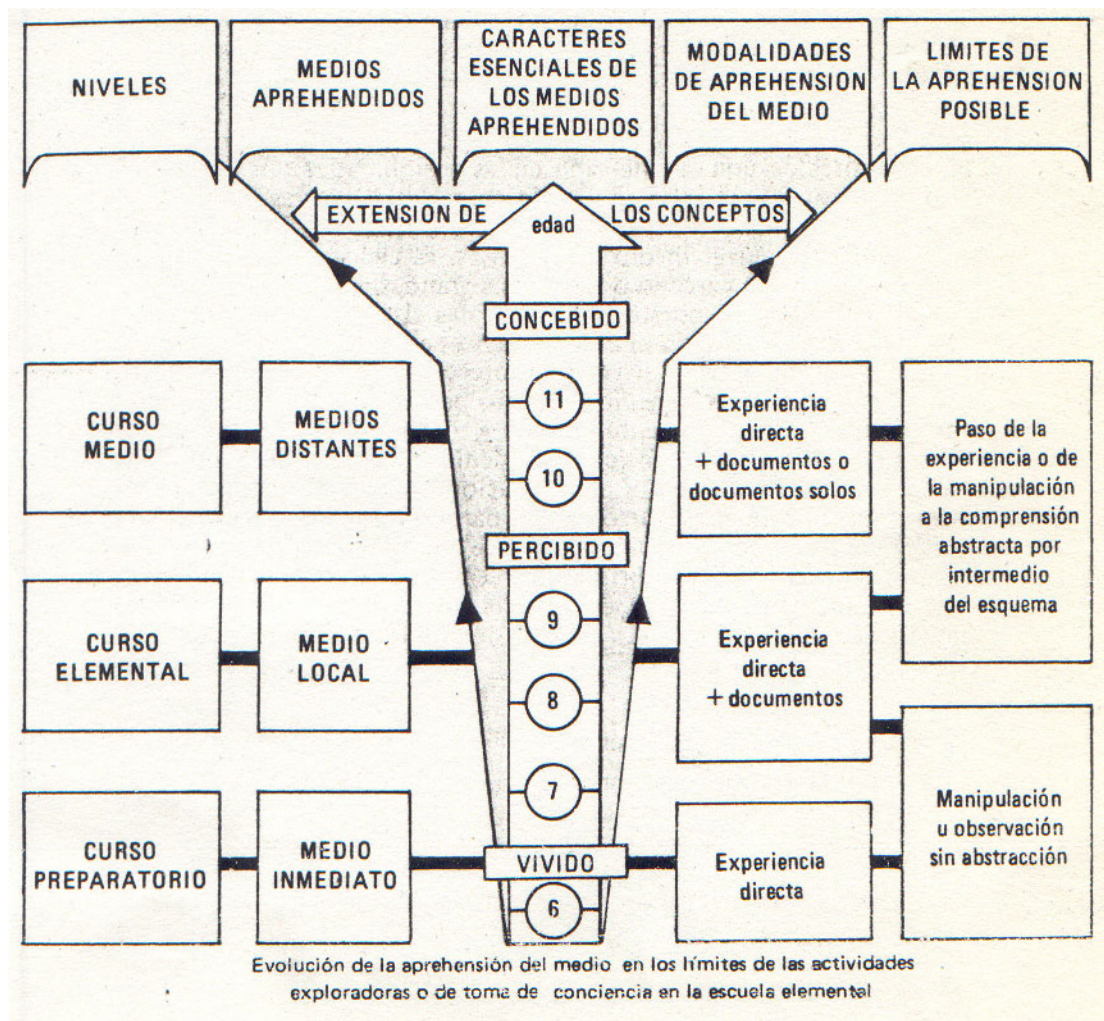 NIVELES
MEDIOS
APREHENDIDOS
CARACTERES
ESENCIALES DE
LOS MEDIOS
APREHENDIDOS
MODALIDADES
DE APREHENSION
DEL MEDIO
LIMITES DE
LA APREHENSION
POSIBLE
EXTENSION DE
edad
LOS CONCEPTOS
CONCEBIDO
CURSO
MEDIO
MEDIOS
DISTANTES
11
10
Experiencia
directa
+ documentos o
documentos solos
Paso de la
experiencia o de
la manipulación
a la comprensión
abstracta por
intermedio
del esquema
PERCIBIDO
CURSO
ELEMENTAL
MEDIO
LOCAL
9
8
7
Experiencia
directa
+ documentos
CURSO
PREPARATORIO
MEDIO
INMEDIATO
VIVIDO
6
Experiencia
directa
Manipulación
u observación
sin abstracción
Evolución de la aprehensión del medio en los límites de las actividades
exploradoras o de toma de conciencia en la escuela elemental